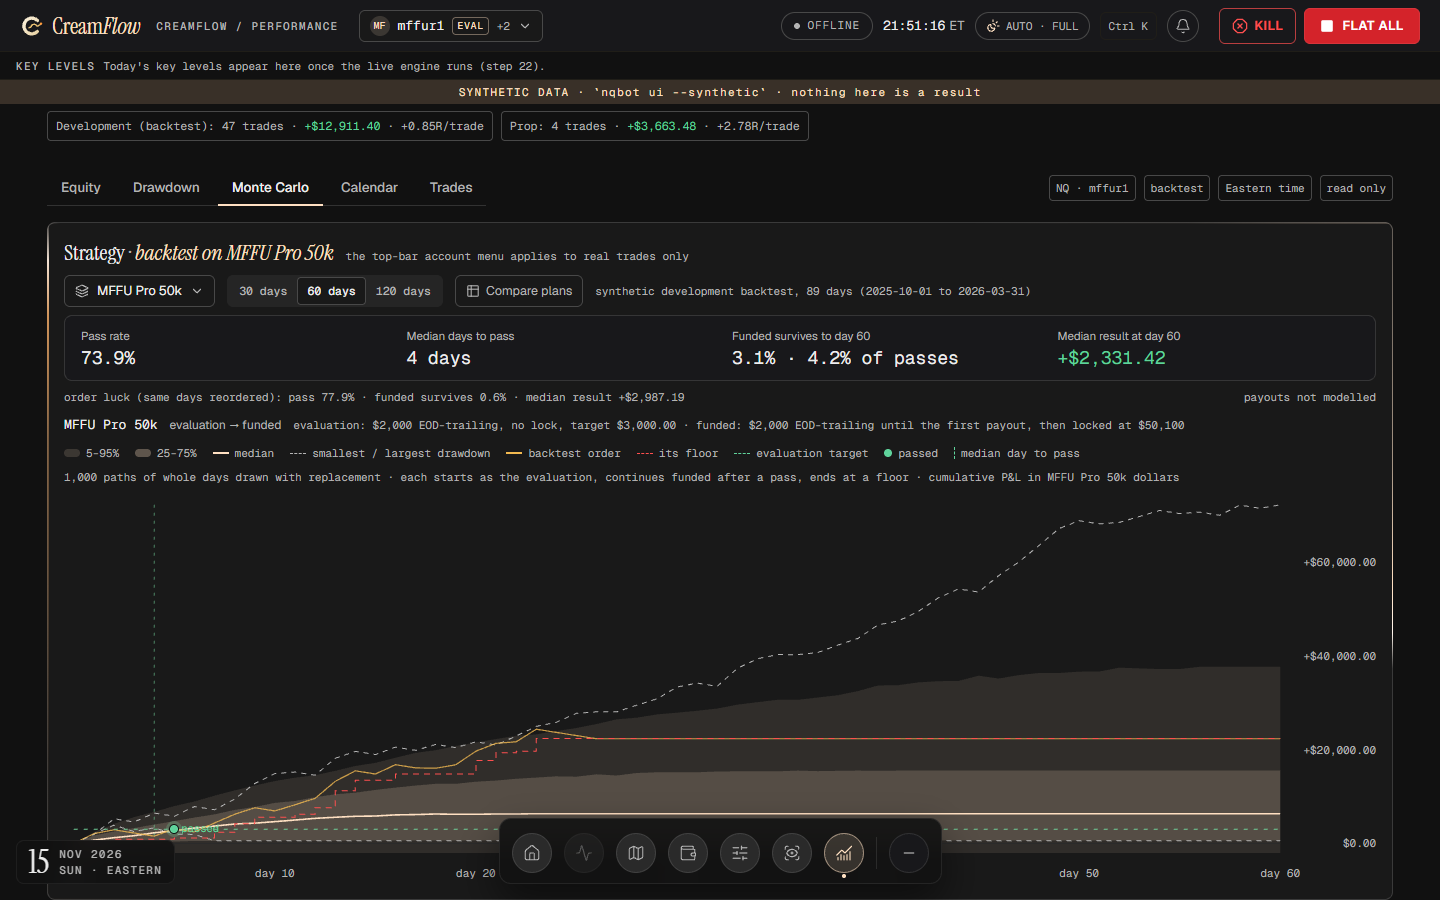 CreamFlow CREAMFLOW / PERFORMANCE MF mffur1 EVAL +2 OFFLINE 21:51:16 ET AUTO · FULL Ctrl K KILL FLAT ALL
KEY LEVELS Today's key levels appear here once the live engine runs (step 22).
SYNTHETIC DATA · `nqbot ui --synthetic` · nothing here is a result
Development (backtest): 47 trades · +$12,911.40 · +0.85R/trade Prop: 4 trades · +$3,663.48 · +2.78R/trade
Equity Drawdown Monte Carlo Calendar Trades NQ · mffur1 backtest Eastern time read only
Strategy · backtest on MFFU Pro 50k the top-bar account menu applies to real trades only
MFFU Pro 50k 30 days 60 days 120 days Compare plans synthetic development backtest, 89 days (2025-10-01 to 2026-03-31)
Pass rate Median days to pass Funded survives to day 60 Median result at day 60
73.9% 4 days 3.1% · 4.2% of passes +$2,331.42
order luck (same days reordered): pass 77.9% · funded survives 0.6% · median result +$2,987.19 payouts not modelled
MFFU Pro 50k evaluation → funded evaluation: $2,000 EOD-trailing, no lock, target $3,000.00 · funded: $2,000 EOD-trailing until the first payout, then locked at $50,100
5-95% 25-75% median smallest / largest drawdown backtest order its floor evaluation target passed median day to pass
1,000 paths of whole days drawn with replacement · each starts as the evaluation, continues funded after a pass, ends at a floor · cumulative P&L in MFFU Pro 50k dollars
+$60,000.00
+$40,000.00
+$20,000.00
passed
$0.00
15 NOV 2026
SUN · EASTERN
day 10 day 20 day 50 day 60